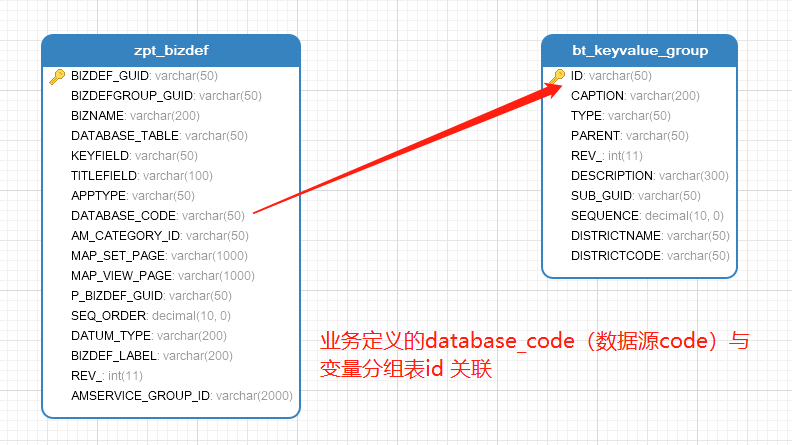 zpt_bizdef
BIZDEF_GUID: varchar(50)
BIZDEFGROUP_GUID: varchar(50)
BIZNAME: varchar(200)
DATABASE_TABLE: varchar(50)
KEYFIELD: varchar(50)
TITLEFIELD: varchar(100)
APPTYPE: varchar(50)
DATABASE_CODE: varchar(50)
AM_CATEGORY_ID: varchar(50)
MAP_SET_PAGE: varchar(1000)
MAP_VIEW_PAGE: varchar(1000)
P_BIZDEF_GUID: varchar(50)
SEQ_ORDER: decimal(10, 0)
DATUM_TYPE: varchar(200)
BIZDEF_LABEL: varchar(200)
REV_: int(11)
AMSERVICE_GROUP_ID: varchar(2000)
bt_keyvalue_group
ID: varchar(50)
CAPTION: varchar(200)
TYPE: varchar(50)
PARENT: varchar(50)
REV_: int(11)
DESCRIPTION: varchar(300)
SUB_GUID: varchar(50)
SEQUENCE: decimal(10, 0)
DISTRICTNAME: varchar(50)
DISTRICTCODE: varchar(50)
业务定义的database_code（数据源code）与
变量分组表id 关联